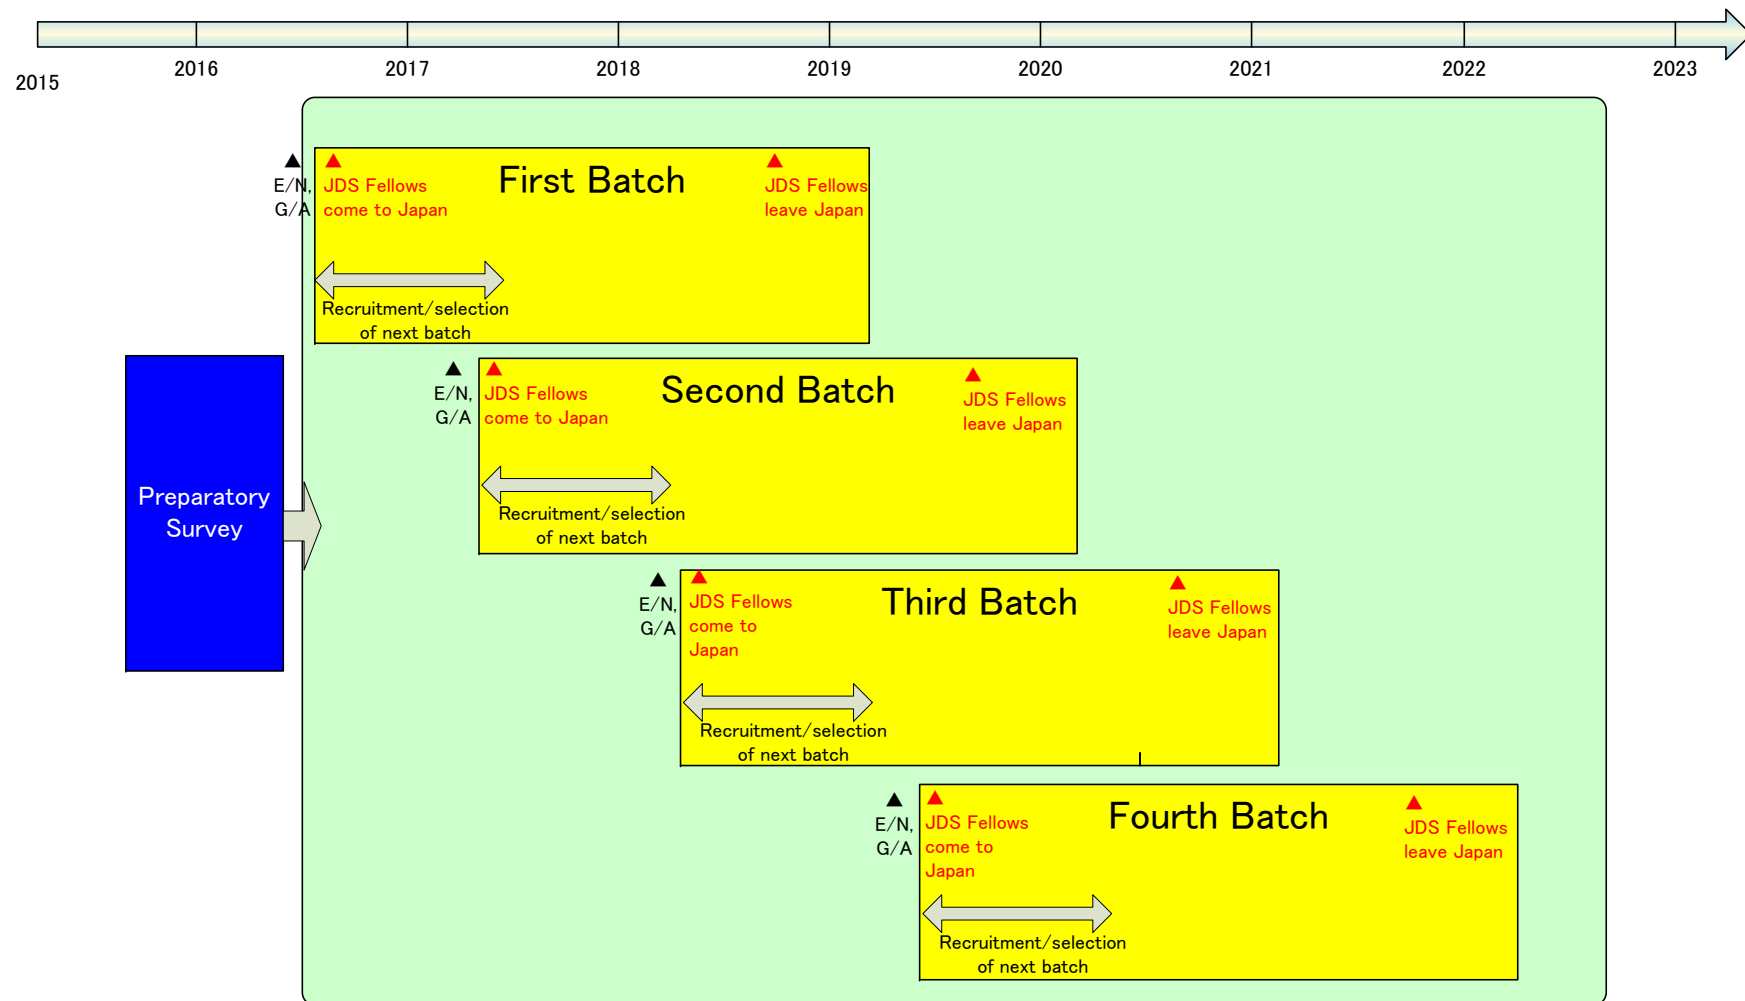 2015
2016
2017
2018
2019
2020
2021
2022
2023
First Batch
E/N,
G/A
JDS Fellows
come to Japan
JDS Fellows
leave Japan
Recruitment/selection
of next batch
Preparatory
Survey
Second Batch
E/N,
G/A
JDS Fellows
come to Japan
JDS Fellows
leave Japan
Recruitment/selection
of next batch
Third Batch
E/N,
G/A
JDS Fellows
come to
Japan
JDS Fellows
leave Japan
Recruitment/selection
of next batch
Fourth Batch
E/N,
G/A
JDS Fellows
come to
Japan
JDS Fellows
leave Japan
Recruitment/selection
of next batch